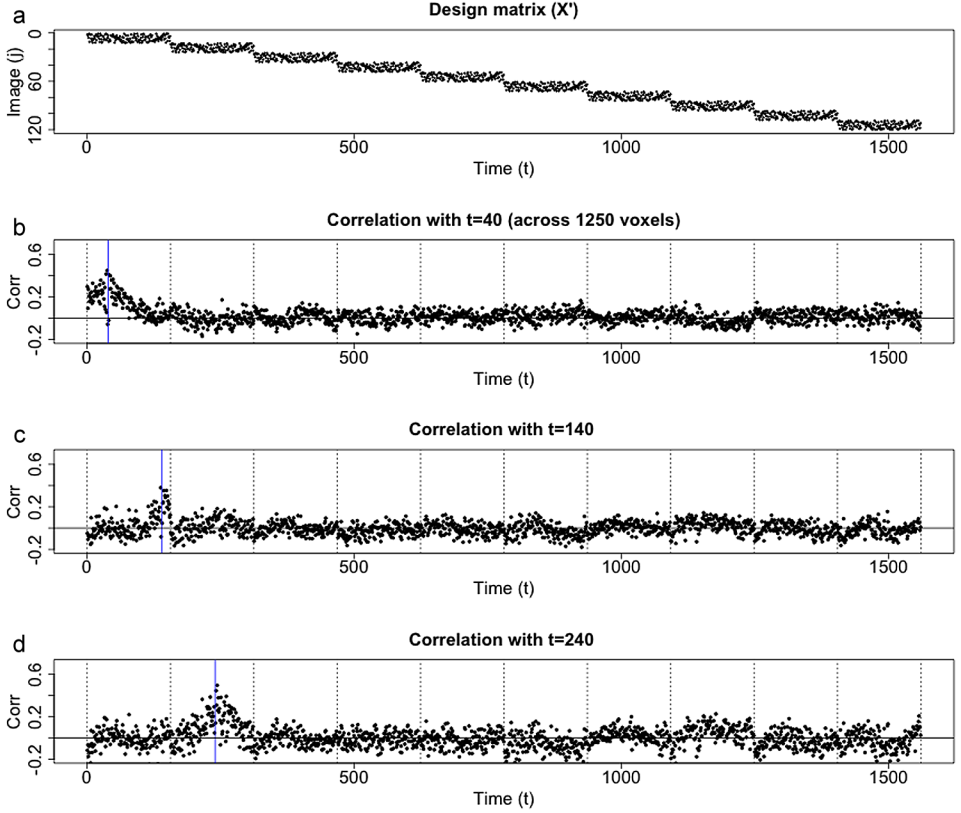 a
Design matrix (X')
Image (j)
0
60
120
0 500 1000 1500
Time (t)
b
Correlation with t=40 (across 1250 voxels)
Corr
0.6
0.2
-0.2
0 500 1000 1500
Time (t)
c
Correlation with t=140
Corr
0.6
0.2
-0.2
0 500 1000 1500
Time (t)
d
Correlation with t=240
Corr
0.6
0.2
-0.2
0 500 1000 1500
Time (t)